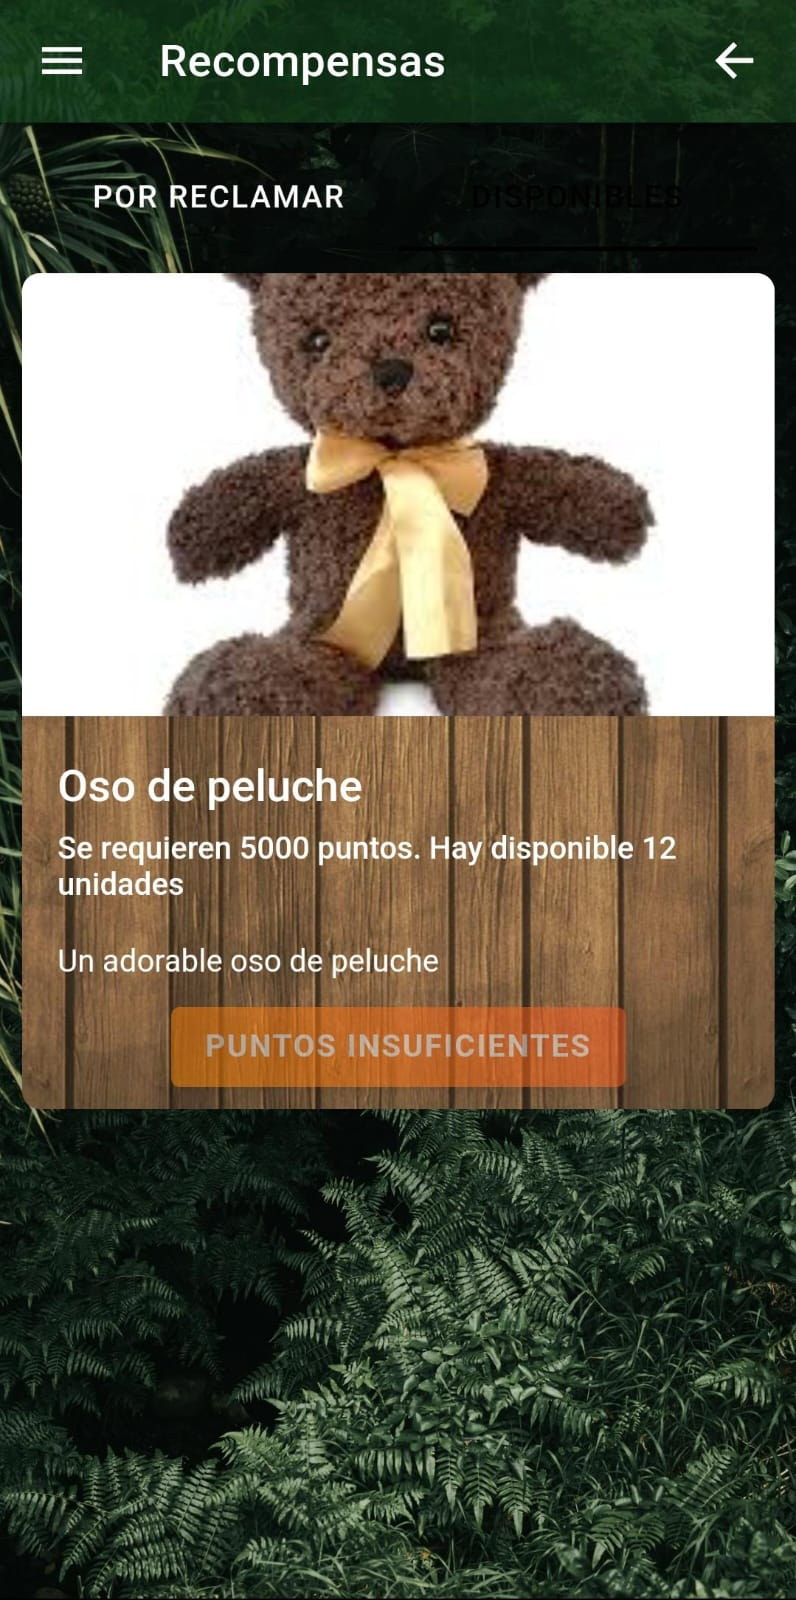 Recompensas
POR RECLAMAR DISPONIBLES
Oso de peluche
Se requieren 5000 puntos. Hay disponible 12
unidades
Un adorable oso de peluche
PUNTOS INSUFICIENTES